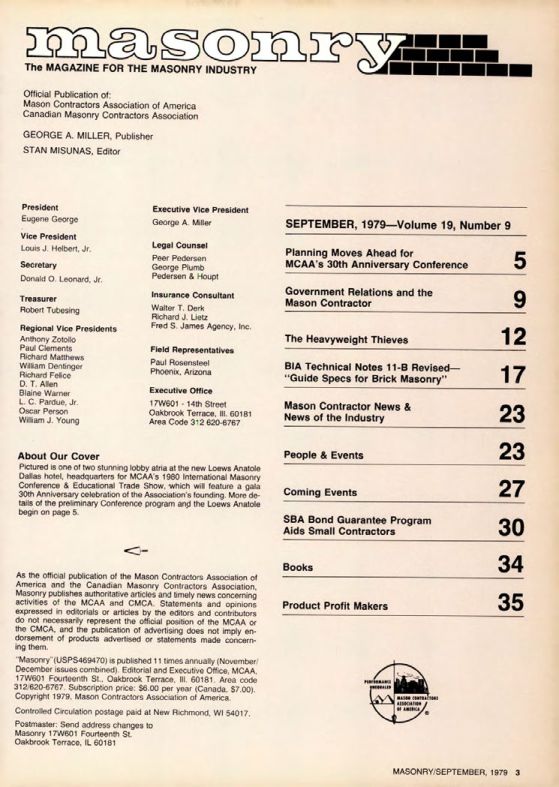 masonry
The MAGAZINE FOR THE MASONRY INDUSTRY
Official Publication of:
Mason Contractors Association of America
Canadian Masonry Contractors Association
GEORGE A. MILLER, Publisher
STAN MISUNAS, Editor
President
Eugene George
Vice President
Louis J. Helbert, Jr.
Secretary
Donald O. Leonard, Jr.
Treasurer
Robert Tubesing
Regional Vice Presidents
Anthony Zotollo
Paul Clements
Richard Matthews
William Dentinger
Richard Felice
D. T. Allen
Blaine Warner
L. C. Pardue, Jr.
Oscar Person
William J. Young
Executive Vice President
George A. Miller
Legal Counsel
Peer Pedersen
George Plumb
Pedersen & Houpt
Insurance Consultant
Walter T. Derk
Richard J. Lietz
Fred S. James Agency, Inc.
Field Representatives
Paul Rosensteel
Phoenix, Arizona
Executive Office
17W601 - 14th Street
Oakbrook Terrace, Ill. 60181
Area Code 312 620-6767
About Our Cover
Pictured is one of two stunning lobby atria at the new Loews Anatole
Dallas hotel, headquarters for MCAA's 1980 International Masonry
Conference & Educational Trade Show, which will feature a gala
30th Anniversary celebration of the Association's founding. More de-
tails of the preliminary Conference program and the Loews Anatole
begin on page 5.
As the official publication of the Mason Contractors Association of
America and the Canadian Masonry Contractors Association,
Masonry publishes authoritative articles and timely news concerning
activities of the MCAA and CMCA. Statements and opinions
expressed in editorials or articles by the editors and contributors
do not necessarily represent the official position of the MCAA or
the CMCA, and the publication of advertising does not imply en-
dorsement of products advertised or statements made concern-
ing them.
"Masonry" (USPS469470) is published 11 times annually (November/
December issues combined). Editorial and Executive Office, MCAA,
17W601 Fourteenth St., Oakbrook Terrace, Ill. 60181. Area code
312/620-6767. Subscription price: $6.00 per year (Canada, $7.00).
Copyright 1979, Mason Contractors Association of America.
Controlled Circulation postage paid at New Richmond, WI 54017.
Postmaster: Send address changes to
Masonry 17W601 Fourteenth St.
Oakbrook Terrace, IL 60181
SEPTEMBER, 1979—Volume 19, Number 9
Planning Moves Ahead for
MCAA's 30th Anniversary Conference 5
Government Relations and the
Mason Contractor 9
The Heavyweight Thieves 12
BIA Technical Notes 11-B Revised—
"Guide Specs for Brick Masonry" 17
Mason Contractor News &
News of the Industry 23
People & Events 23
Coming Events 27
SBA Bond Guarantee Program
Aids Small Contractors 30
Books 34
Product Profit Makers 35
PERFORMANCE
UNEQUALED
MASON CONTRACTORS
ASSOCIATION
OF AMERICA
®
MASONRY/SEPTEMBER, 1979 3